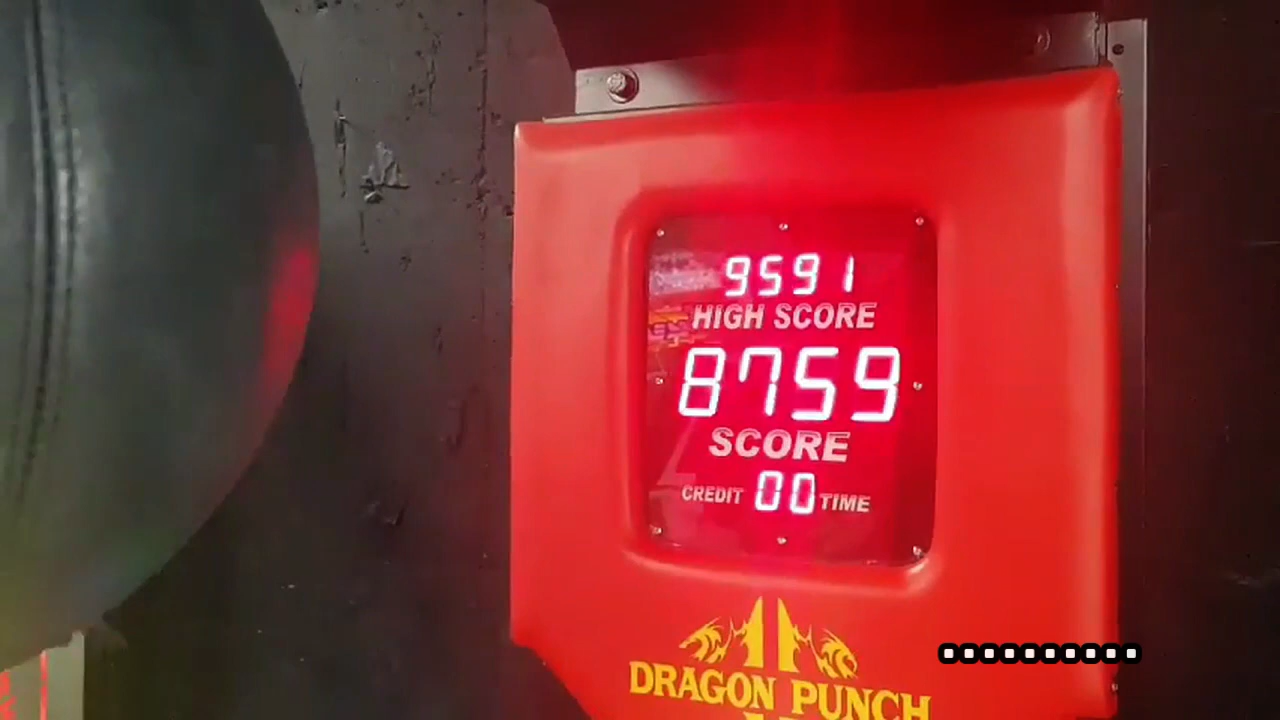 9591
HIGH SCORE
8759
SCORE
CREDIT 00 TIME
DRAGON PUNCH